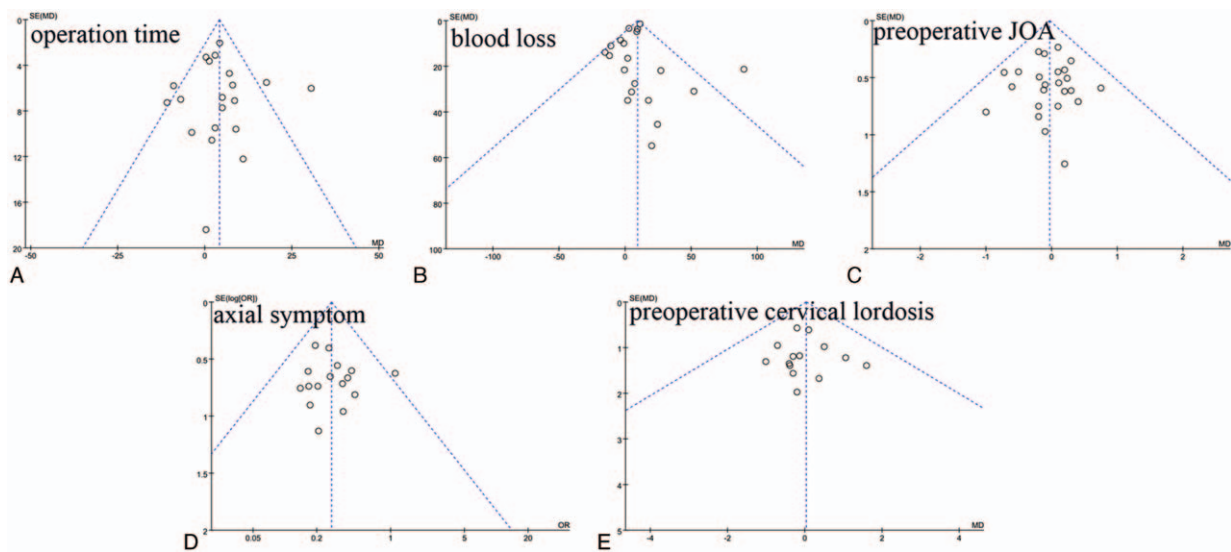 SE(MD)
operation time
0
4
8
12
16
20
-50
-25
0
25
50
MD
A
SE(MD)
blood loss
0
20
40
60
80
100
-100
-50
0
50
100
MD
B
SE(MD)
preoperative JOA
0
0.5
1
1.5
2
-2
-1
0
1
2
MD
C
SE(log[OR])
axial symptom
0
0.5
1
1.5
2
0.05
0.2
1
5
20
OR
D
SE(MD)
preoperative cervical lordosis
0
1
2
3
4
5
-4
-2
0
2
4
MD
E